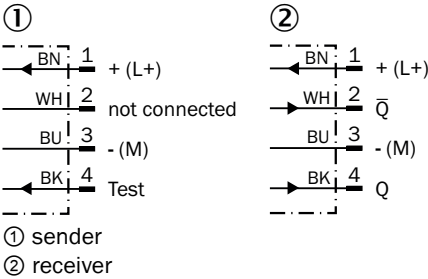 ① ②
BN 1 + (L+)
WH 2 not connected
BU 3 - (M)
BK 4 Test
BN 1 + (L+)
WH 2 Q̅
BU 3 - (M)
BK 4 Q
① sender
② receiver